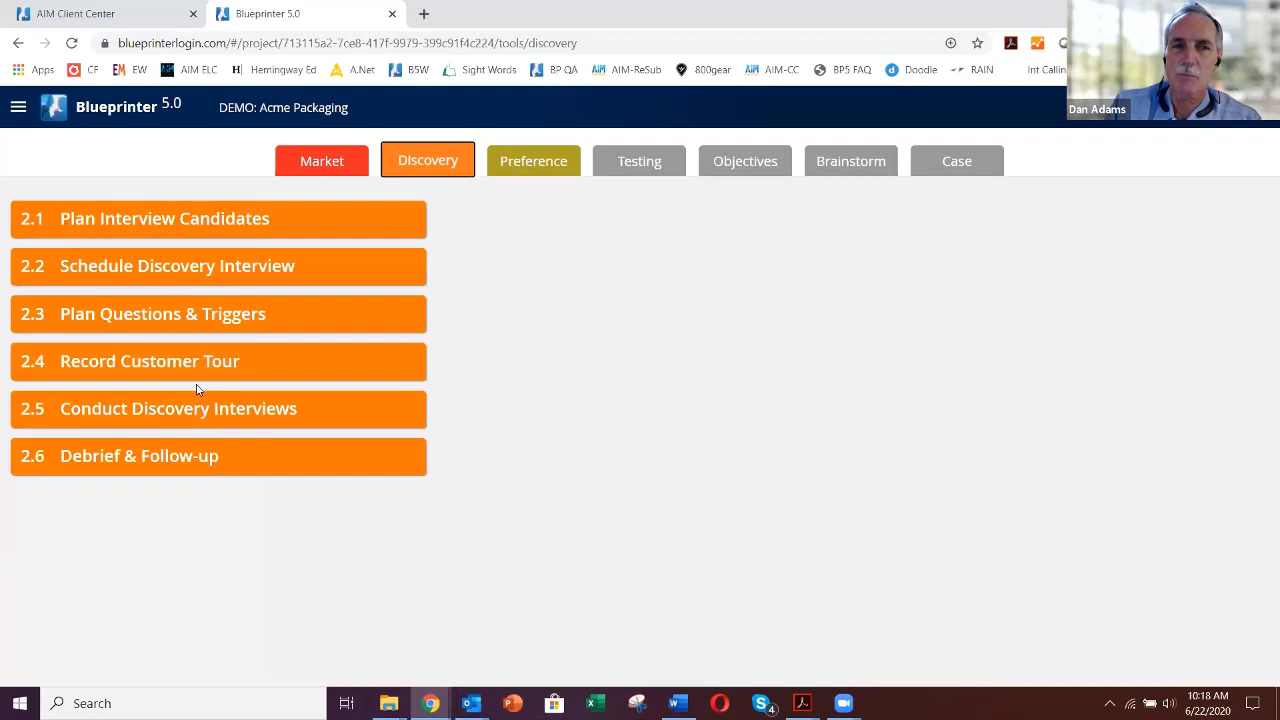 AIM Client Center
Blueprinter 5.0
blueprinterlogin.com/#/project/713115a2-7ce8-417f-9979-399c91f4c224/tools/discovery
Apps
CF
EW
AIM ELC
Hemingway Ed
A.Net
B5W
Sight Words
BP QA
AIM-ReSub
800gear
AIM-CC
BP5 FAQ
Doodle
RAIN
Int Calling
Dan Adams
Blueprinter 5.0
DEMO: Acme Packaging
Market
Discovery
Preference
Testing
Objectives
Brainstorm
Case
2.1 Plan Interview Candidates
2.2 Schedule Discovery Interview
2.3 Plan Questions & Triggers
2.4 Record Customer Tour
2.5 Conduct Discovery Interviews
2.6 Debrief & Follow-up
Search
4
10:18 AM
6/22/2020